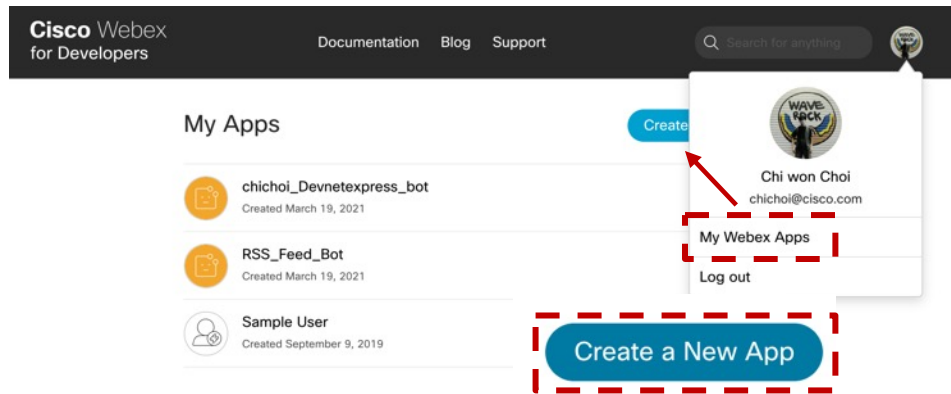 Cisco Webex
for Developers
Documentation Blog Support
Search for anything
WAVE
ROCK
My Apps
Create
Chi won Choi
chichoi@cisco.com
chichoi_Devnetexpress_bot
Created March 19, 2021
My Webex Apps
RSS_Feed_Bot
Created March 19, 2021
Log out
Sample User
Created September 9, 2019
Create a New App